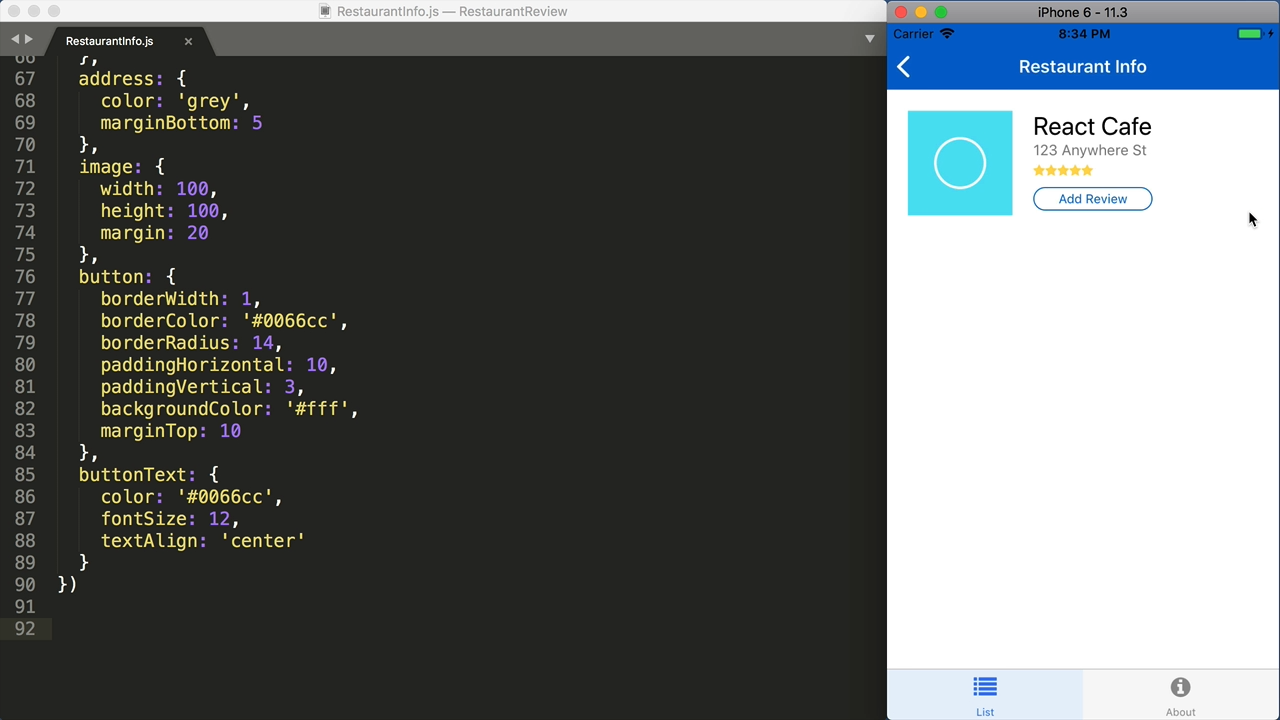 RestaurantInfo.js — RestaurantReview
RestaurantInfo.js ×
66 },
67 address: {
68 color: 'grey',
69 marginBottom: 5
70 },
71 image: {
72 width: 100,
73 height: 100,
74 margin: 20
75 },
76 button: {
77 borderWidth: 1,
78 borderColor: '#0066cc',
79 borderRadius: 14,
80 paddingHorizontal: 10,
81 paddingVertical: 3,
82 backgroundColor: '#fff',
83 marginTop: 10
84 },
85 buttonText: {
86 color: '#0066cc',
87 fontSize: 12,
88 textAlign: 'center'
89 }
90 })
91
92
iPhone 6 - 11.3
Carrier 8:34 PM
Restaurant Info
React Cafe
123 Anywhere St
Add Review
List About